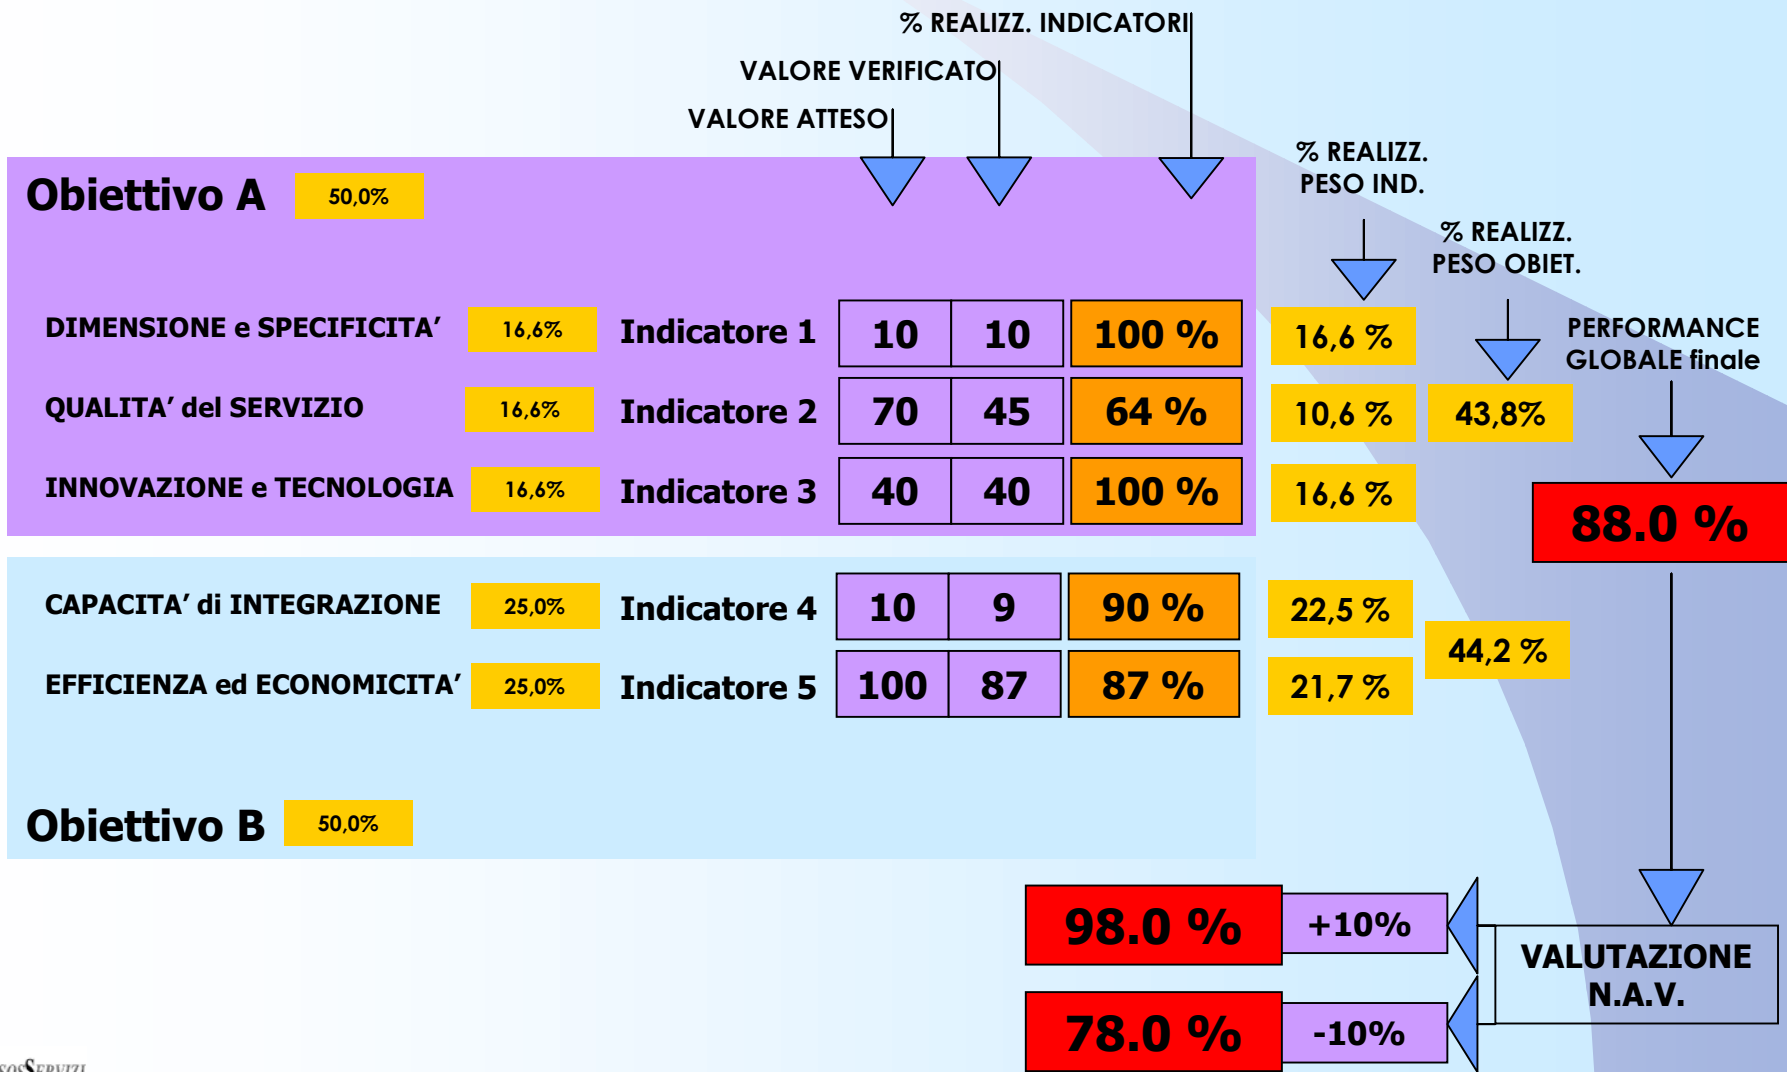 % REALIZZ. INDICATORI
VALORE VERIFICATO
VALORE ATTESO
% REALIZZ.
PESO IND.
Obiettivo A 50,0%
% REALIZZ.
PESO OBIET.
DIMENSIONE e SPECIFICITA’ 16,6% Indicatore 1 10 10 100 % 16,6 %
PERFORMANCE
GLOBALE finale
QUALITA’ del SERVIZIO 16,6% Indicatore 2 70 45 64 % 10,6 % 43,8%
INNOVAZIONE e TECNOLOGIA 16,6% Indicatore 3 40 40 100 % 16,6 %
88.0 %
CAPACITA’ di INTEGRAZIONE 25,0% Indicatore 4 10 9 90 % 22,5 %
44,2 %
EFFICIENZA ed ECONOMICITA’ 25,0% Indicatore 5 100 87 87 % 21,7 %
Obiettivo B 50,0%
98.0 % +10%
VALUTAZIONE
N.A.V.
78.0 % -10%